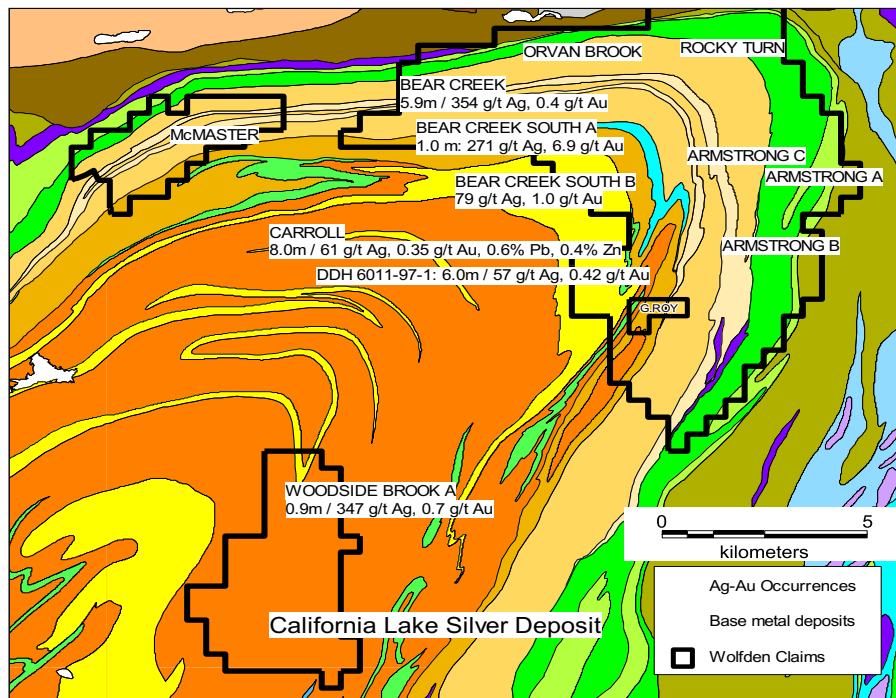 ORVAN BROOK
ROCKY TURN
BEAR CREEK
5.9m / 354 g/t Ag, 0.4 g/t Au
McMASTER
BEAR CREEK SOUTH A
1.0 m: 271 g/t Ag, 6.9 g/t Au
ARMSTRONG C
ARMSTRONG A
BEAR CREEK SOUTH B
79 g/t Ag, 1.0 g/t Au
CARROLL
8.0m / 61 g/t Ag, 0.35 g/t Au, 0.6% Pb, 0.4% Zn
ARMSTRONG B
DDH 6011-97-1: 6.0m / 57 g/t Ag, 0.42 g/t Au
G.ROY
WOODSIDE BROOK A
0.9m / 347 g/t Ag, 0.7 g/t Au
0 5
kilometers
Ag-Au Occurrences
Base metal deposits
Wolfden Claims
California Lake Silver Deposit